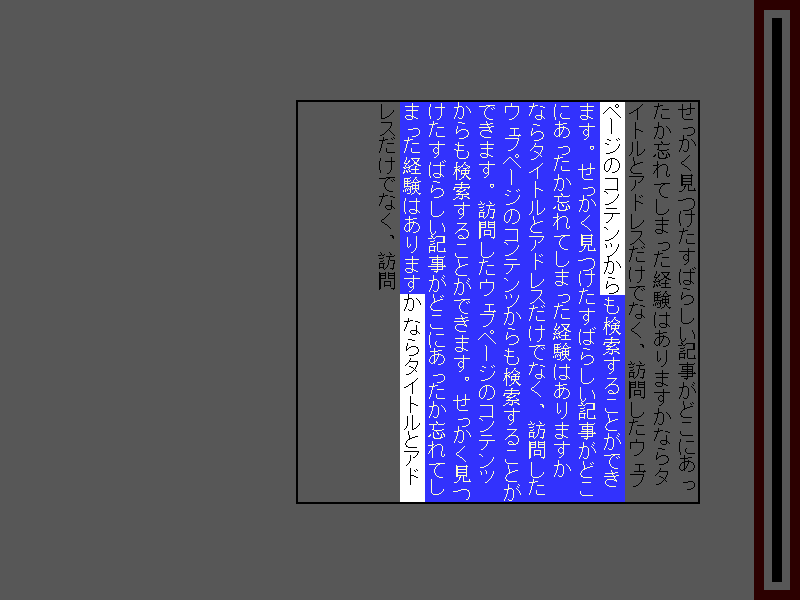 せっかく見つけたすばらしい記事がどこにあっ
たか忘れてしまった経験はありますかならタ
イトルとアドレスだけでなく、訪問したウェブ
ページのコンテンツからも検索することができ
ます。せっかく見つけたすばらしい記事がどこ
にあったか忘れてしまった経験はありますか
ならタイトルとアドレスだけでなく、訪問した
ウェブページのコンテンツからも検索することが
できます。訪問したウェブページのコンテンツ
からも検索することができます。せっかく見つ
けたすばらしい記事がどこにあったか忘れてし
まった経験はありますかならタイトルとアド
レスだけでなく、訪問